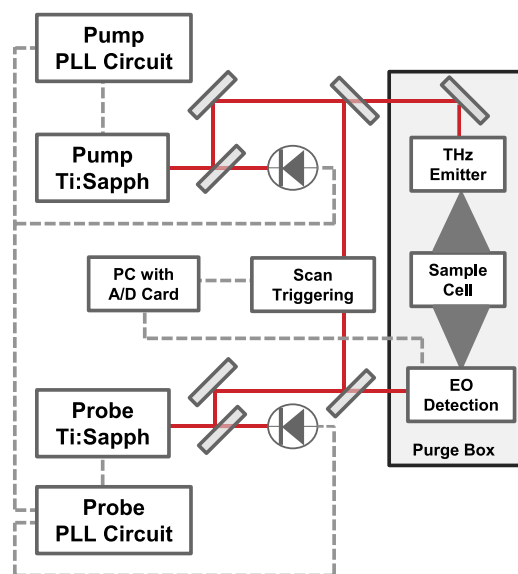 Pump
PLL Circuit
Pump
Ti:Sapph
THz
Emitter
PC with
A/D Card
Scan
Triggering
Sample
Cell
Probe
Ti:Sapph
EO
Detection
Purge Box
Probe
PLL Circuit